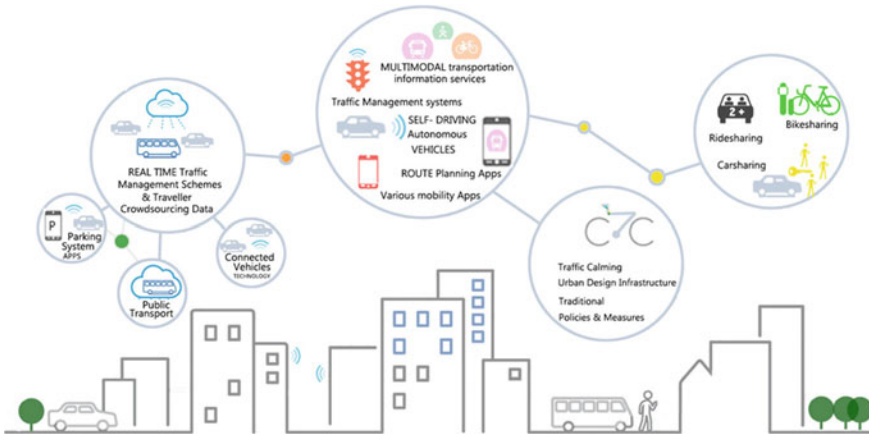 REAL TIME Traffic
Management Schemes
& Traveller
Crowdsourcing Data
P
Parking
System
APPS
Public
Transport
Connected
Vehicles
TECHNOLOGY
MULTIMODAL transportation
information services
Traffic Management systems
SELF- DRIVING
Autonomous
VEHICLES
ROUTE Planning Apps
Various mobility Apps
Traffic Calming
Urban Design Infrastructure
Traditional
Policies & Measures
2+
Ridesharing
Bikesharing
Carsharing